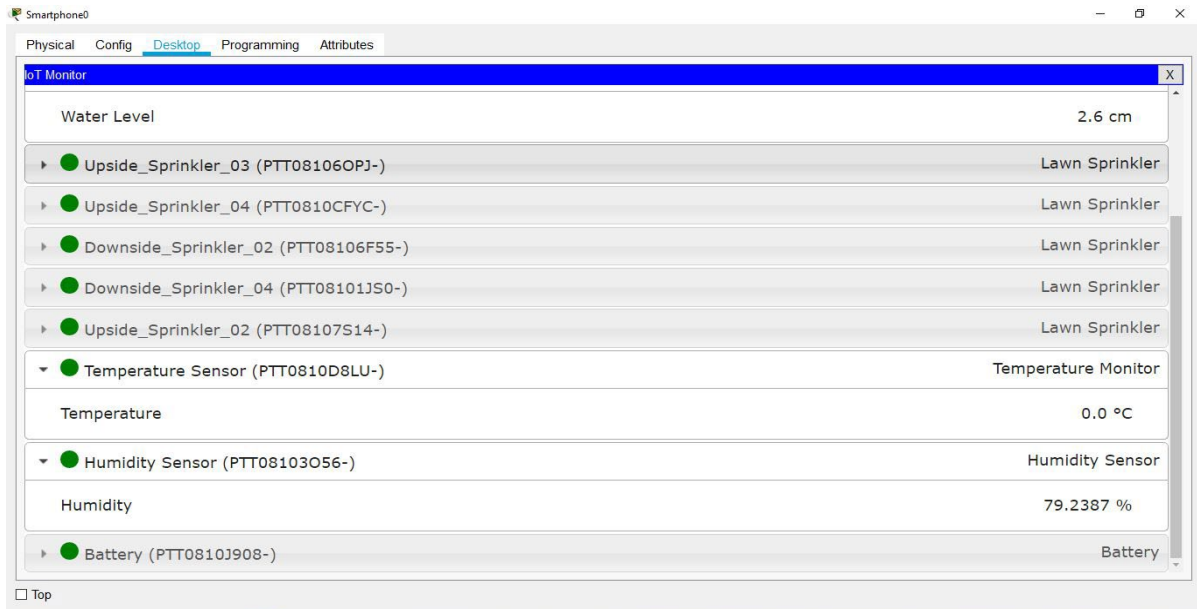 Smartphone0
Physical Config Desktop Programming Attributes
IoT Monitor X
Water Level 2.6 cm
Upside_Sprinkler_03 (PTT08106OPJ-) Lawn Sprinkler
Upside_Sprinkler_04 (PTT0810CFYC-) Lawn Sprinkler
Downside_Sprinkler_02 (PTT08106F55-) Lawn Sprinkler
Downside_Sprinkler_04 (PTT08101JS0-) Lawn Sprinkler
Upside_Sprinkler_02 (PTT08107S14-) Lawn Sprinkler
Temperature Sensor (PTT0810D8LU-) Temperature Monitor
Temperature 0.0 °C
Humidity Sensor (PTT08103O56-) Humidity Sensor
Humidity 79.2387 %
Battery (PTT0810J908-) Battery
Top